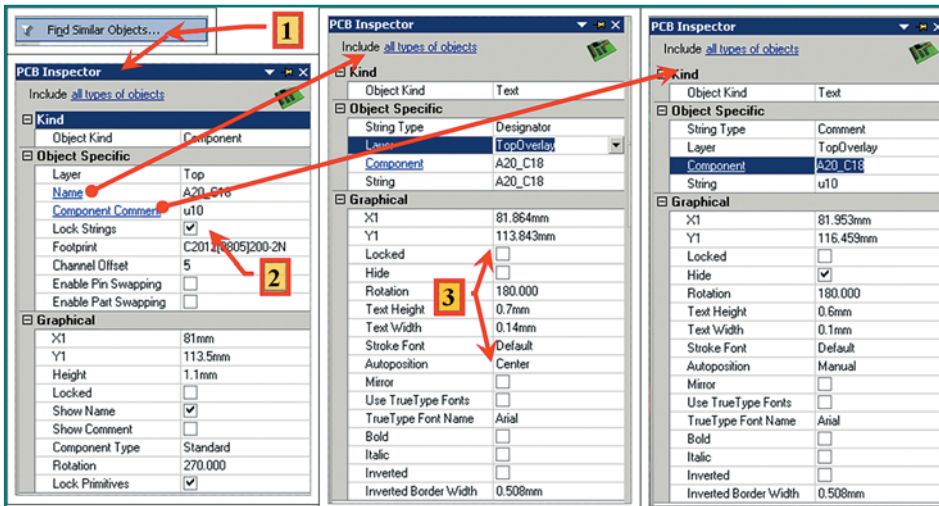 Find Similar Objects...
1
PCB Inspector
Include all types of objects
Kind
Object Kind Component
Object Specific
Layer Top
Name A20_C18
Component Comment u10
Lock Strings
Footprint C2012[0805]200-2N
Channel Offset 5
Enable Pin Swapping
Enable Part Swapping
2
Graphical
X1 81mm
Y1 113.5mm
Height 1.1mm
Locked
Show Name
Show Comment
Component Type Standard
Rotation 270.000
Lock Primitives
PCB Inspector
Include all types of objects
Kind
Object Kind Text
Object Specific
String Type Designator
Layer TopOverlay
Component A20_C18
String A20_C18
Graphical
X1 81.864mm
Y1 113.843mm
Locked
Hide
Rotation 180.000
3
Text Height 0.7mm
Text Width 0.14mm
Stroke Font Default
Autoposition Center
Mirror
Use TrueType Fonts
TrueType Font Name Arial
Bold
Italic
Inverted
Inverted Border Width 0.508mm
PCB Inspector
Include all types of objects
Kind
Object Kind Text
Object Specific
String Type Comment
Layer TopOverlay
Component A20_C18
String u10
Graphical
X1 81.953mm
Y1 116.459mm
Locked
Hide
Rotation 180.000
Text Height 0.6mm
Text Width 0.1mm
Stroke Font Default
Autoposition Manual
Mirror
Use TrueType Fonts
TrueType Font Name Arial
Bold
Italic
Inverted
Inverted Border Width 0.508mm